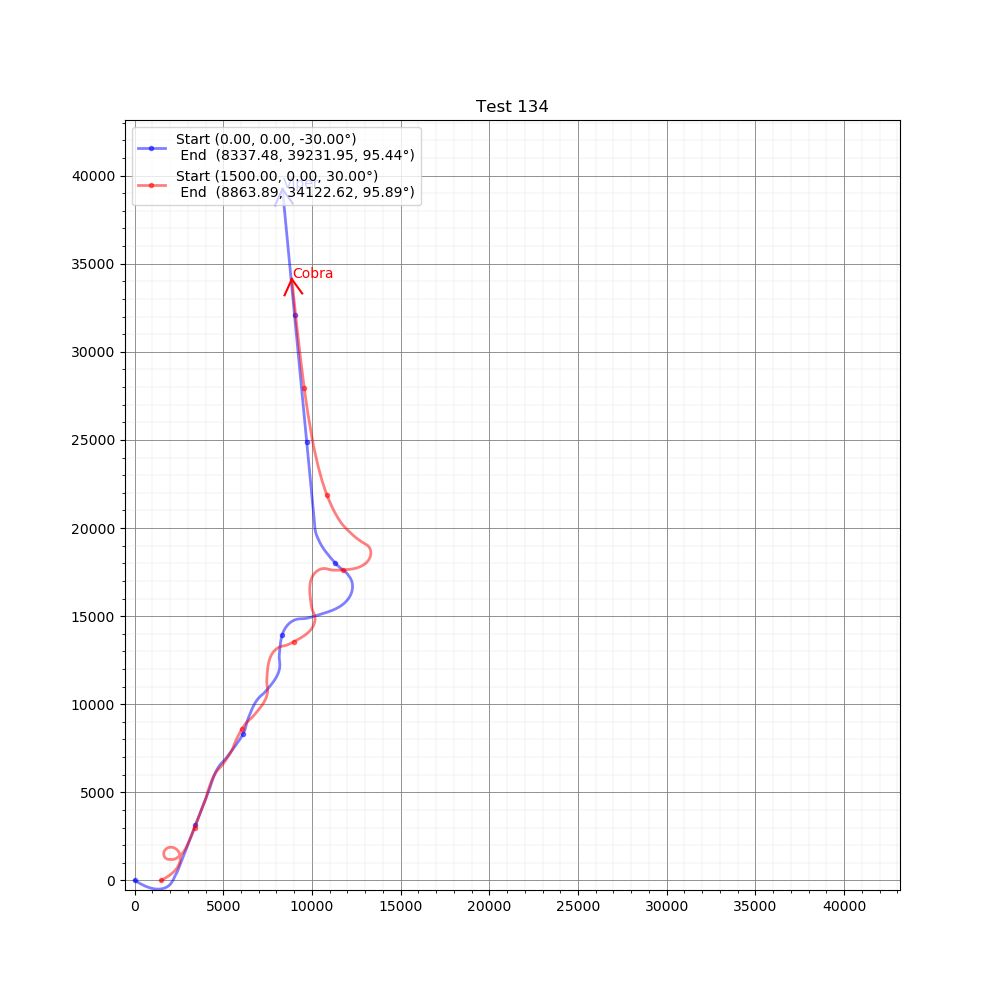 Test 134
Start (0.00, 0.00, -30.00°)
End (8337.48, 39231.95, 95.44°)
Start (1500.00, 0.00, 30.00°)
End (8863.89, 34122.62, 95.89°)
Cobra
40000
35000
30000
25000
20000
15000
10000
5000
0
0 5000 10000 15000 20000 25000 30000 35000 40000